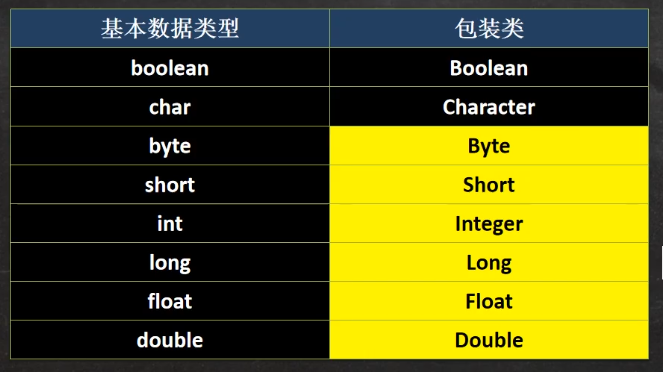 基本数据类型 包装类
boolean Boolean
char Character
byte Byte
short Short
int Integer
long Long
float Float
double Double